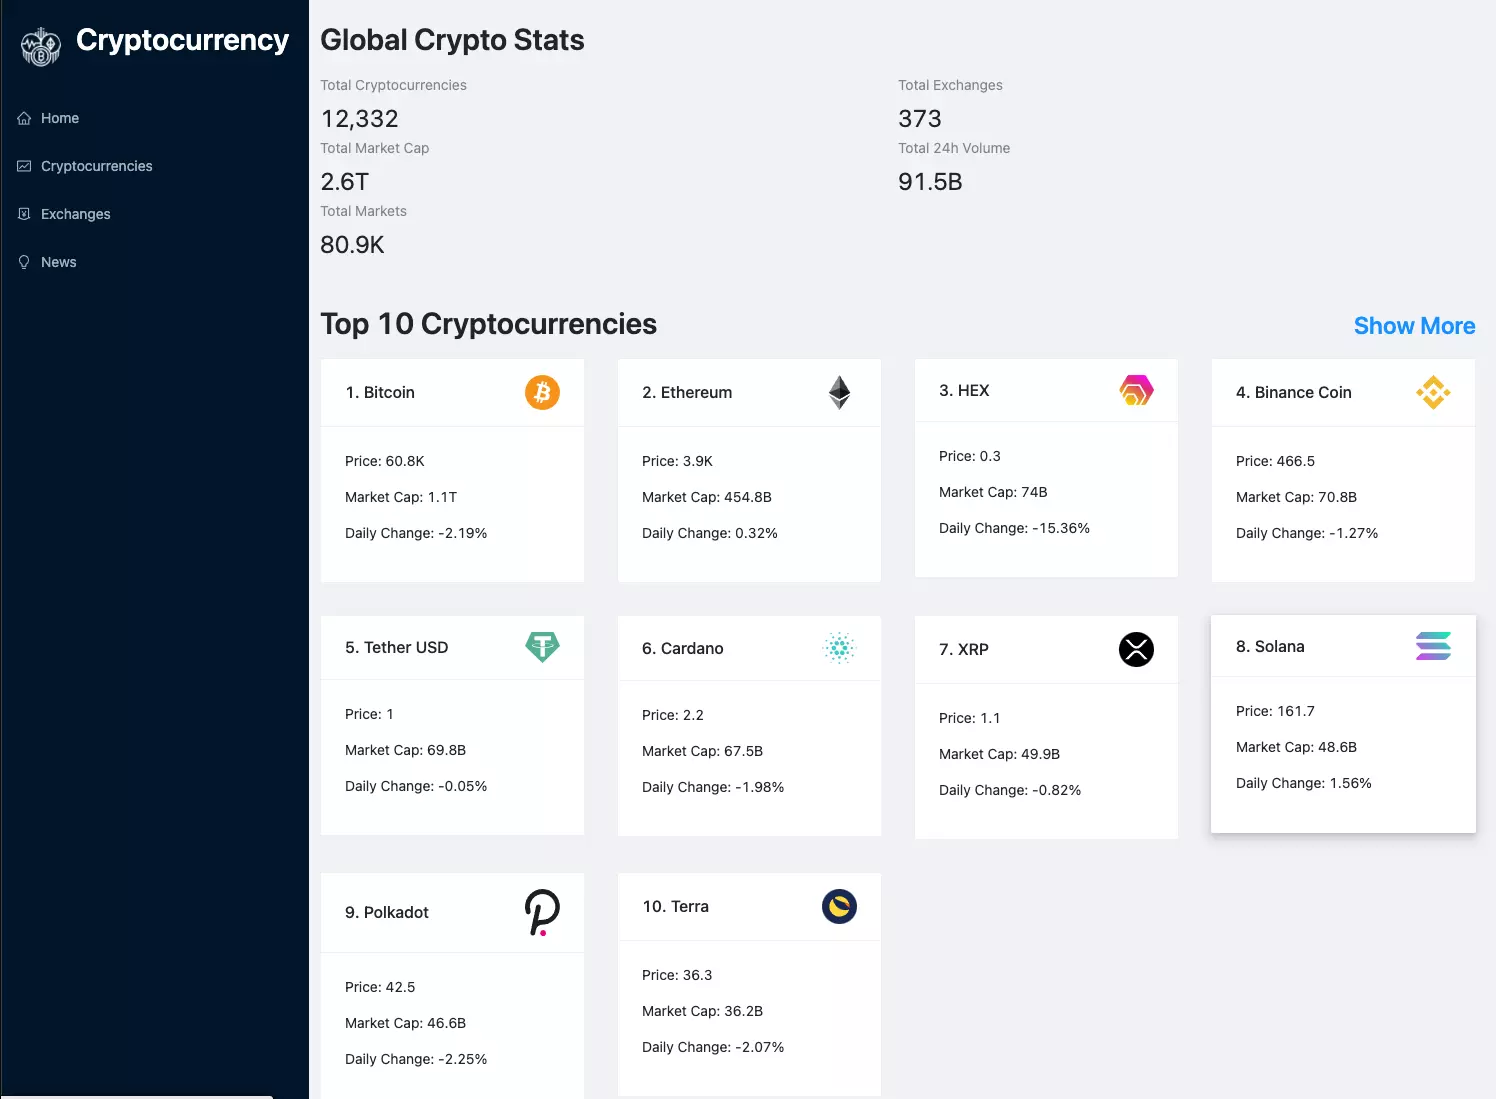 Cryptocurrency
Home
Cryptocurrencies
Exchanges
News
Global Crypto Stats
Total Cryptocurrencies
12,332
Total Exchanges
373
Total Market Cap
2.6T
Total 24h Volume
91.5B
Total Markets
80.9K
Top 10 Cryptocurrencies
Show More
1. Bitcoin
Price: 60.8K
Market Cap: 1.1T
Daily Change: -2.19%
2. Ethereum
Price: 3.9K
Market Cap: 454.8B
Daily Change: 0.32%
3. HEX
Price: 0.3
Market Cap: 74B
Daily Change: -15.36%
4. Binance Coin
Price: 466.5
Market Cap: 70.8B
Daily Change: -1.27%
5. Tether USD
Price: 1
Market Cap: 69.8B
Daily Change: -0.05%
6. Cardano
Price: 2.2
Market Cap: 67.5B
Daily Change: -1.98%
7. XRP
Price: 1.1
Market Cap: 49.9B
Daily Change: -0.82%
8. Solana
Price: 161.7
Market Cap: 48.6B
Daily Change: 1.56%
9. Polkadot
Price: 42.5
Market Cap: 46.6B
Daily Change: -2.25%
10. Terra
Price: 36.3
Market Cap: 36.2B
Daily Change: -2.07%